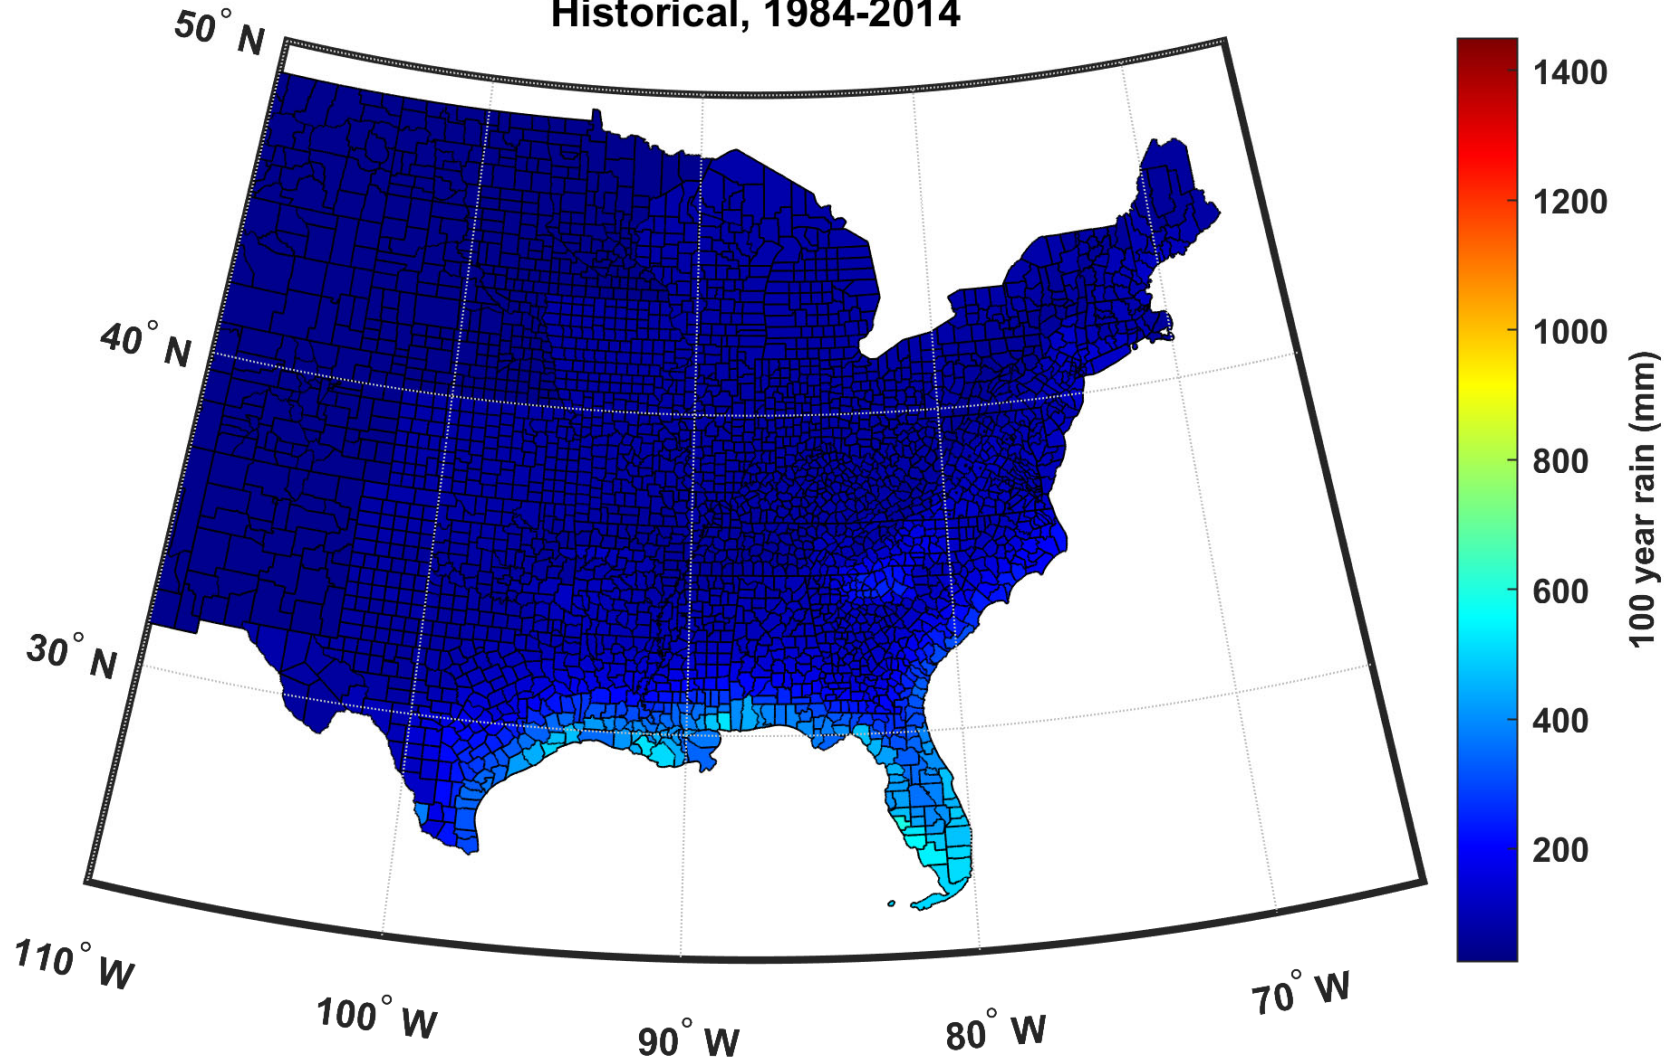 Historical, 1984-2014
50° N
40° N
30° N
110° W
100° W
90° W
80° W
70° W
1400
1200
1000
800
600
400
200
100 year rain (mm)